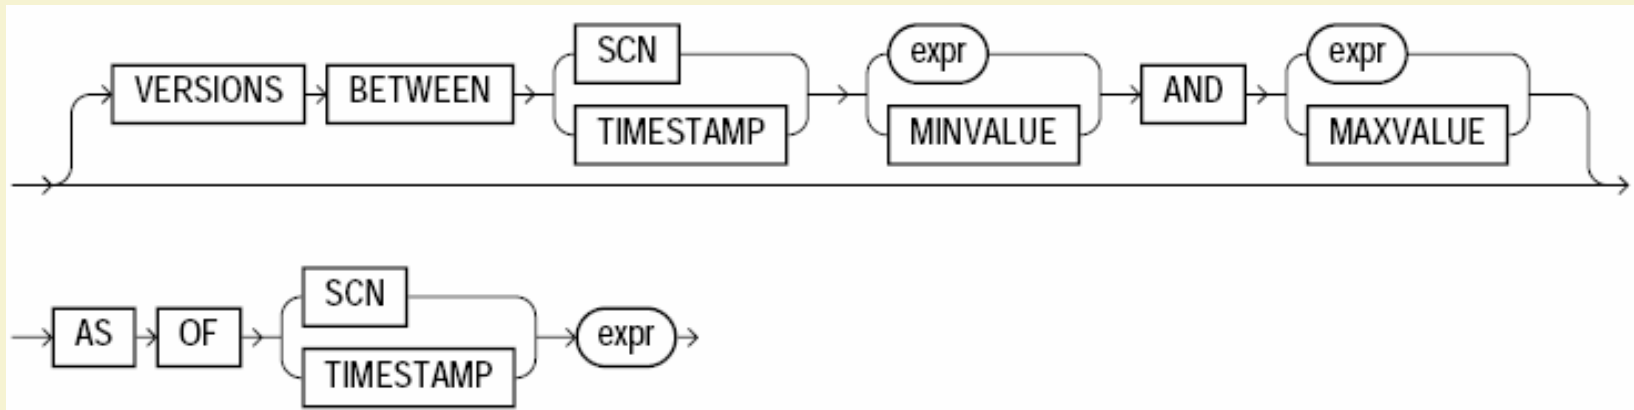 SCN expr expr
VERSIONS BETWEEN AND
TIMESTAMP MINVALUE MAXVALUE
SCN
AS OF expr
TIMESTAMP